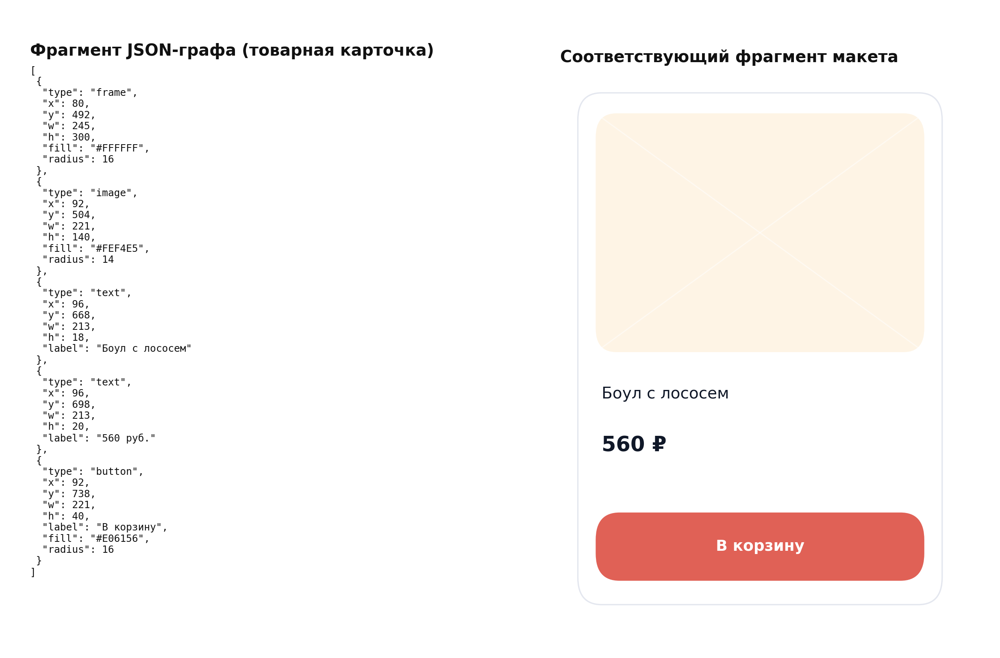 Фрагмент JSON-графа (товарная карточка)
[
 {
  "type": "frame",
  "x": 80,
  "y": 492,
  "w": 245,
  "h": 300,
  "fill": "#FFFFFF",
  "radius": 16
 },
 {
  "type": "image",
  "x": 92,
  "y": 504,
  "w": 221,
  "h": 140,
  "fill": "#FEF4E5",
  "radius": 14
 },
 {
  "type": "text",
  "x": 96,
  "y": 668,
  "w": 213,
  "h": 18,
  "label": "Боул с лососем"
 },
 {
  "type": "text",
  "x": 96,
  "y": 698,
  "w": 213,
  "h": 20,
  "label": "560 руб."
 },
 {
  "type": "button",
  "x": 92,
  "y": 738,
  "w": 221,
  "h": 40,
  "label": "В корзину",
  "fill": "#E06156",
  "radius": 16
 }
]
Соответствующий фрагмент макета
Боул с лососем
560 ₽
В корзину